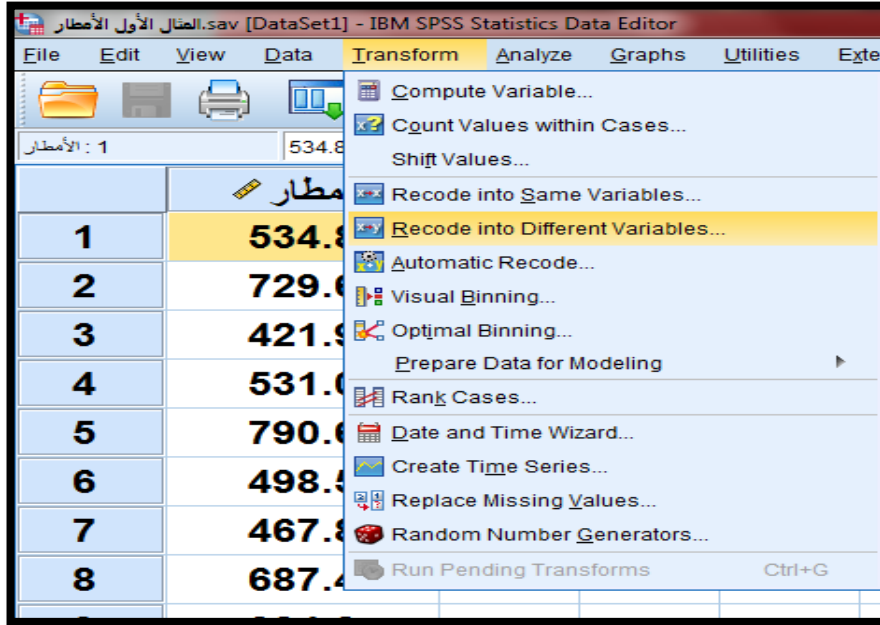 المثال الأول الأمطار.sav [DataSet1] - IBM SPSS Statistics Data Editor
File Edit View Data Transform Analyze Graphs Utilities Exte
1 : الأمطار 534.8
مطار
1 534.8
2 729.6
3 421.9
4 531.0
5 790.6
6 498.5
7 467.8
8 687.4
Compute Variable...
Count Values within Cases...
Shift Values...
Recode into Same Variables...
Recode into Different Variables...
Automatic Recode...
Visual Binning...
Optimal Binning...
Prepare Data for Modeling
Rank Cases...
Date and Time Wizard...
Create Time Series...
Replace Missing Values...
Random Number Generators...
Run Pending Transforms Ctrl+G